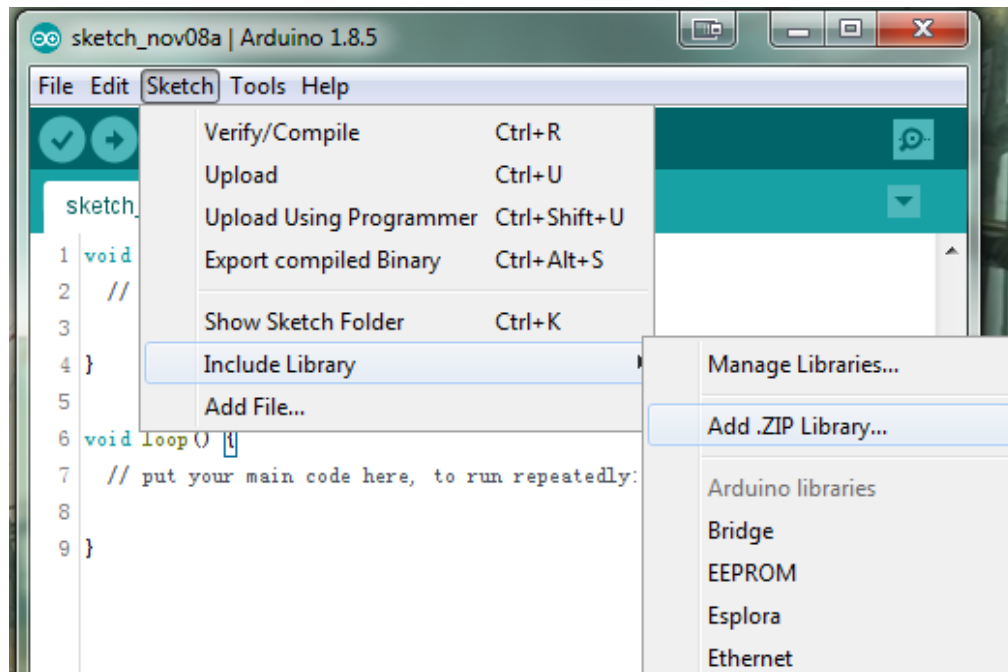 sketch_nov08a | Arduino 1.8.5
File Edit Sketch Tools Help
Verify/Compile Ctrl+R
Upload Ctrl+U
Upload Using Programmer Ctrl+Shift+U
Export compiled Binary Ctrl+Alt+S
Show Sketch Folder Ctrl+K
Include Library
Add File...
Manage Libraries...
Add .ZIP Library...
Arduino libraries
Bridge
EEPROM
Esplora
Ethernet
sketch_
1 void
2 //
3
4 }
5
6 void loop() {
7 // put your main code here, to run repeatedly:
8
9 }